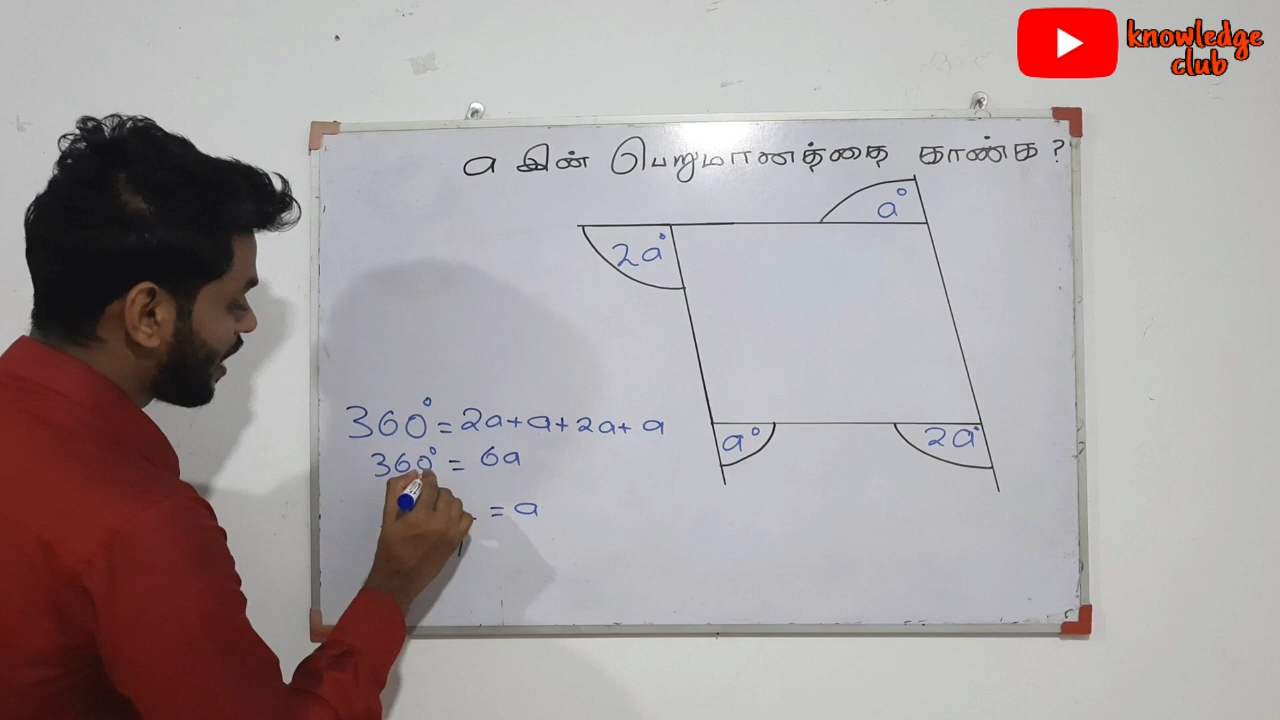 knowledge
club
a இன் பெறுமானத்தை காண்க ?
a°
2a°
360° = 2a+a+2a+a
a°
2a°
360° = 6a
= a